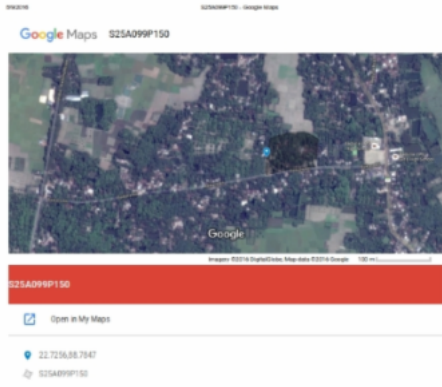 S25A099P150 - Google Maps
Google Maps S25A099P150
Google
Imagery ©2016 DigitalGlobe, Map data ©2016 Google 100 m
S25A099P150
Open in My Maps
22.7256,88.7847
S25A099P150